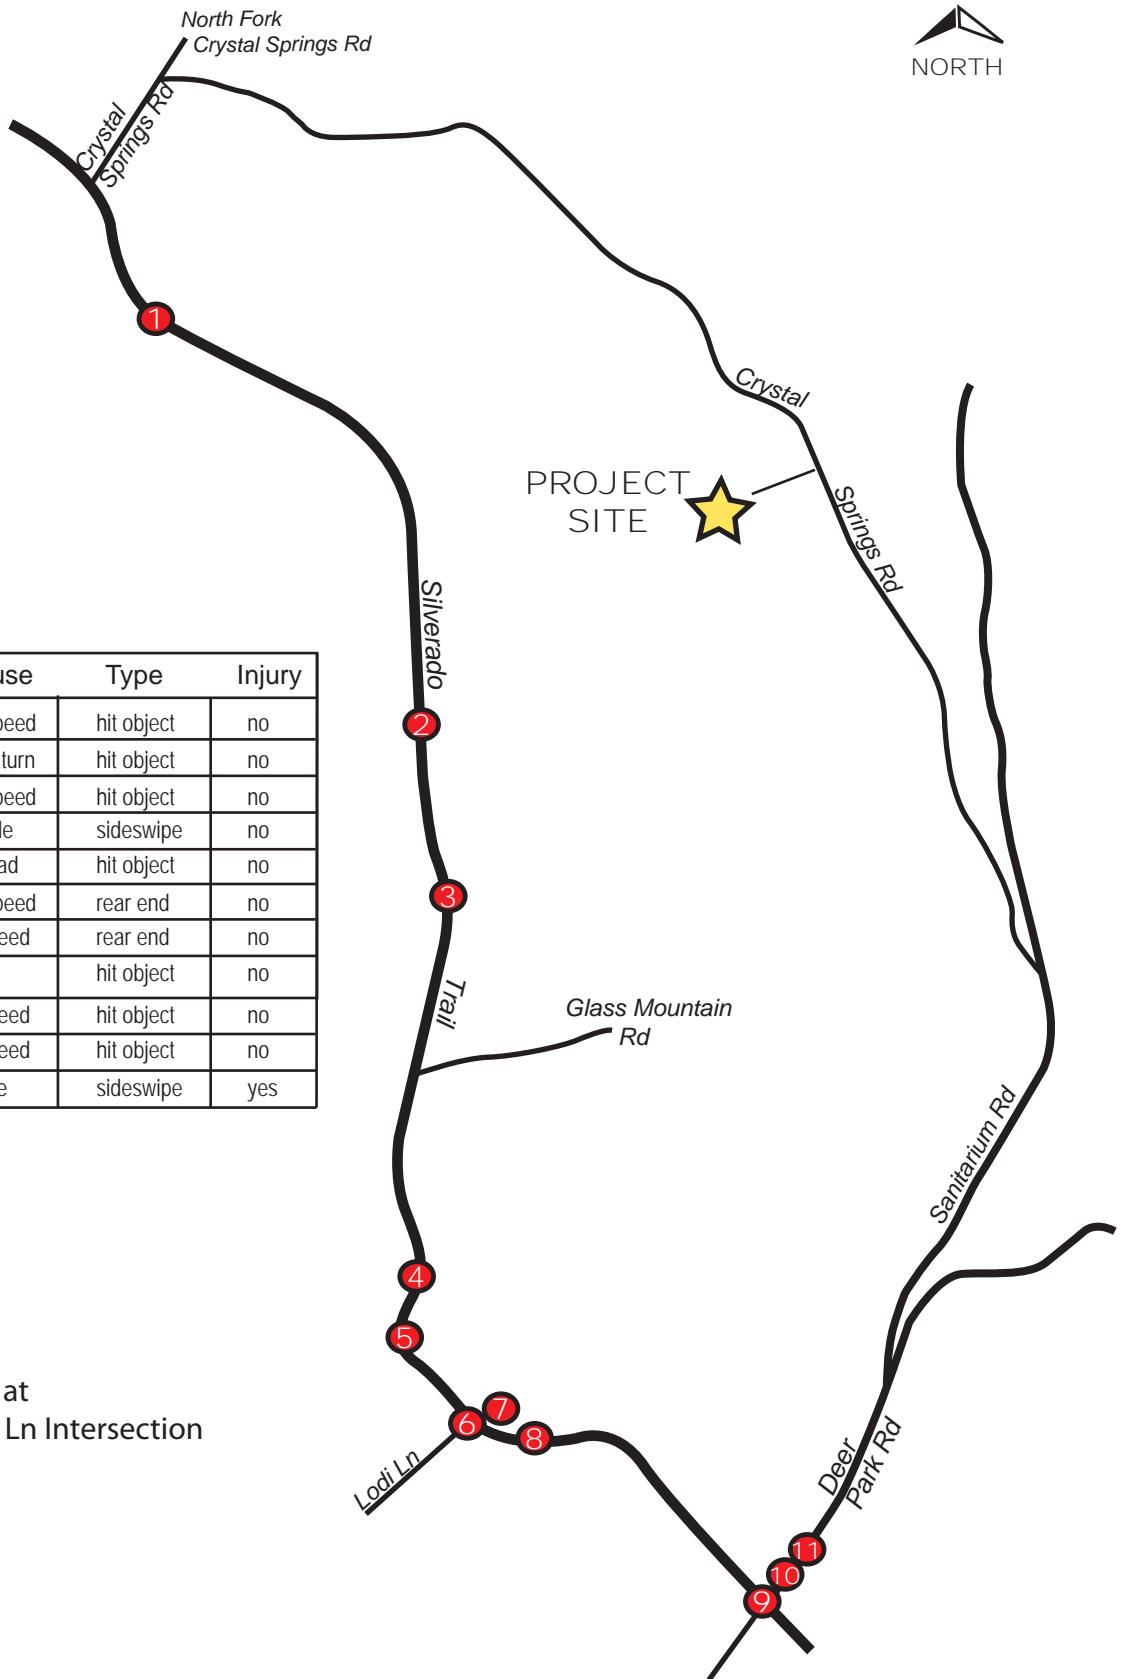 North Fork
Crystal Springs Rd
NORTH
Crystal
Springs Rd
1
Crystal
Springs Rd
PROJECT
SITE
Silverado
use Type Injury
peed hit object no
turn hit object no
peed hit object no
le sideswipe no
ad hit object no
peed rear end no
eed rear end no
hit object no
eed hit object no
eed hit object no
e sideswipe yes
2
3
Trail
Glass Mountain
Rd
Sanitarium Rd
4
5
at
Ln Intersection
6
7
8
Lodi Ln
Deer
Park Rd
11
10
9